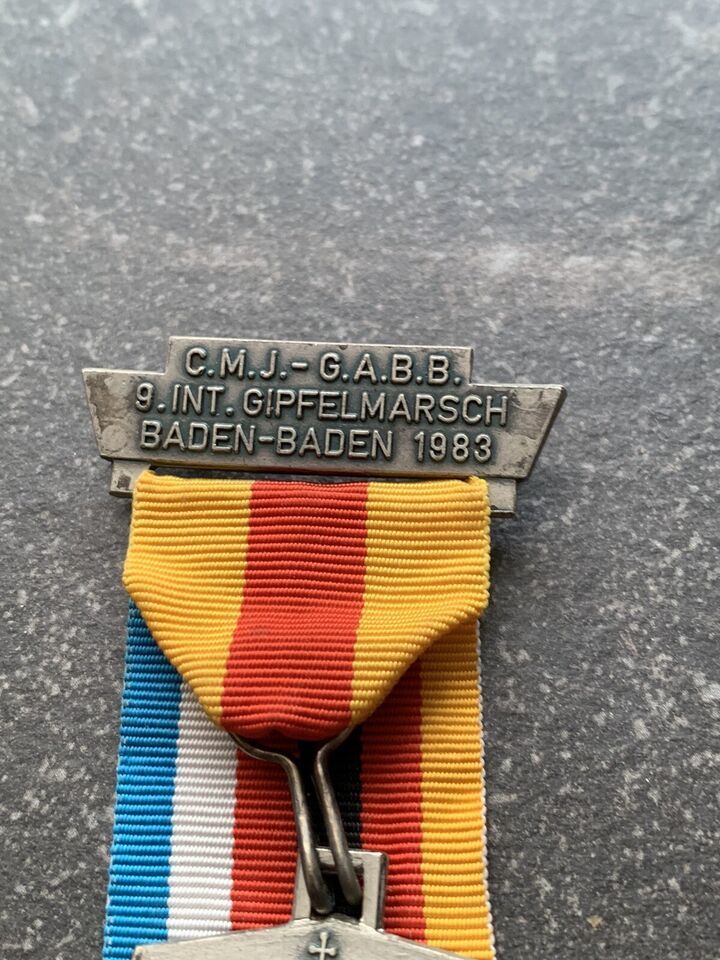 C.M.J.-G.A.B.B.
9.INT.GIPFELMARSCH
BADEN-BADEN 1983